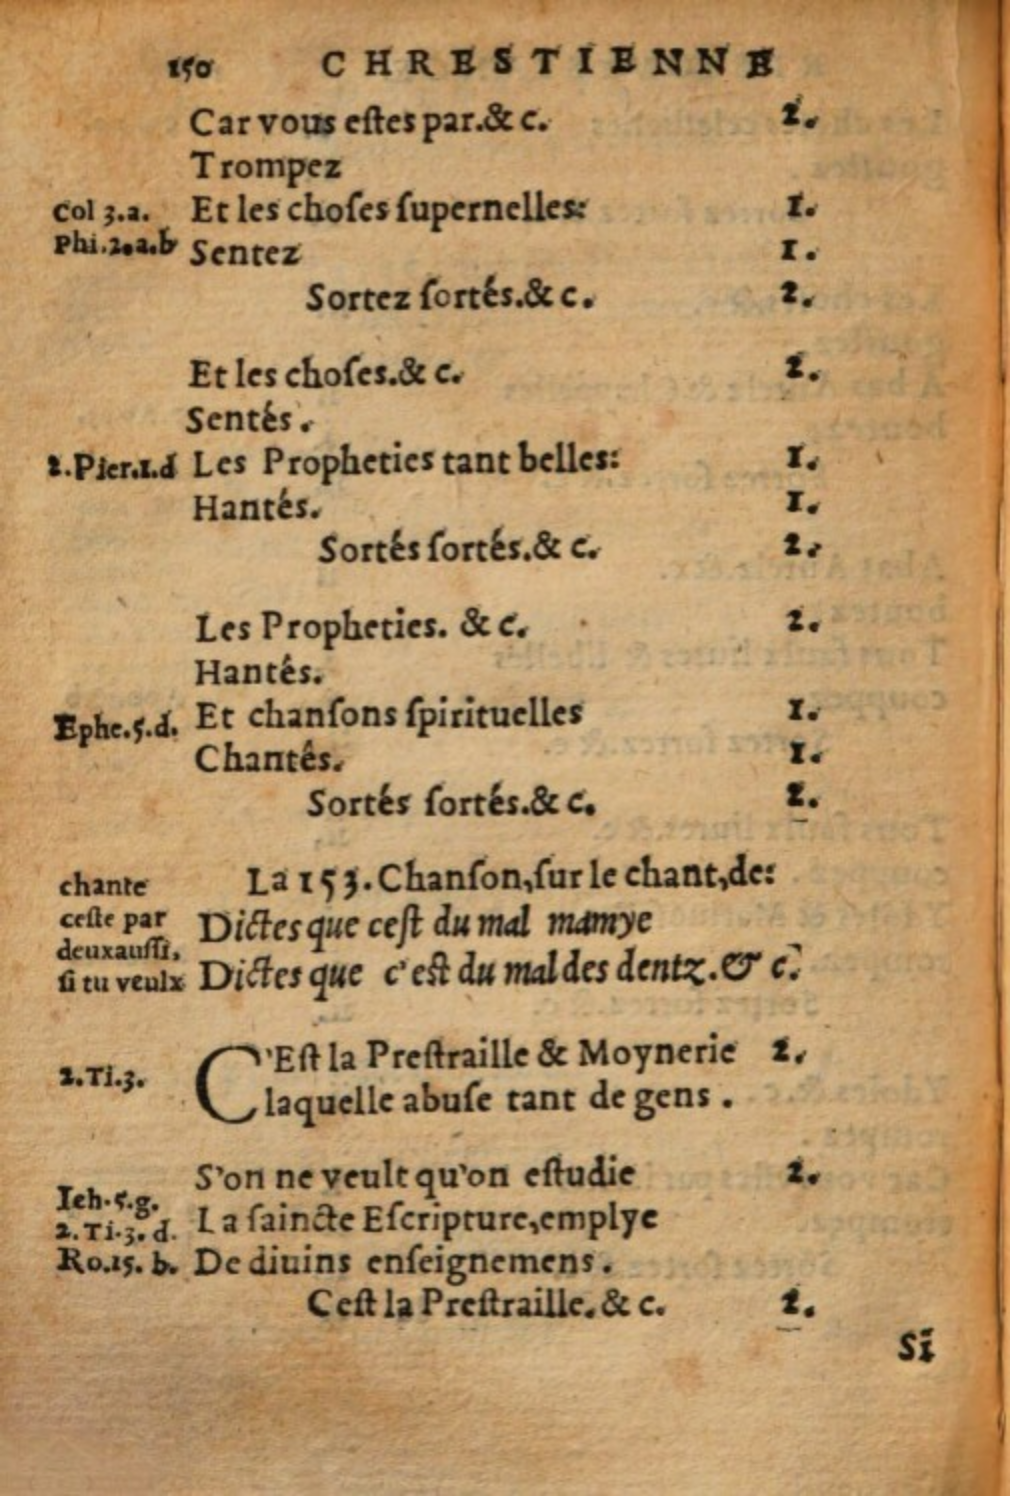 150 CHRESTIENNE
Car vous eſtes par.& c. 2.
Trompez
Col 3.a. Et les choſes ſupernelles: 1.
Phi.2.a.b Sentez 1.
Sortez ſortés.& c. 2.
Et les choſes.& c. 2.
Sentés.
2.Pier.1.d Les Propheties tant belles: 1.
Hantés. 1.
Sortés ſortés.& c. 2.
Les Propheties. & c. 2.
Hantés.
Ephe.5.d. Et chanſons ſpirituelles 1.
Chantés. 1.
Sortés ſortés.& c. 2.
chante
ceſte par
deuxauſſi,
ſi tu veulx
La 153. Chanſon,ſur le chant,de:
Dictes que ceſt du mal mamye
Dictes que c'eſt du mal des dentz.& c.
2.Ti.3. C'Eſt la Preſtraille & Moynerie 2.
laquelle abuſe tant de gens .
S'on ne veult qu'on eſtudie 2.
Ieh.5.g.
2.Ti.3.d. La ſaincte Eſcripture,emplye
Ro.15. b. De diuins enſeignemens .
Ceſt la Preſtraille.& c. 2.
Si